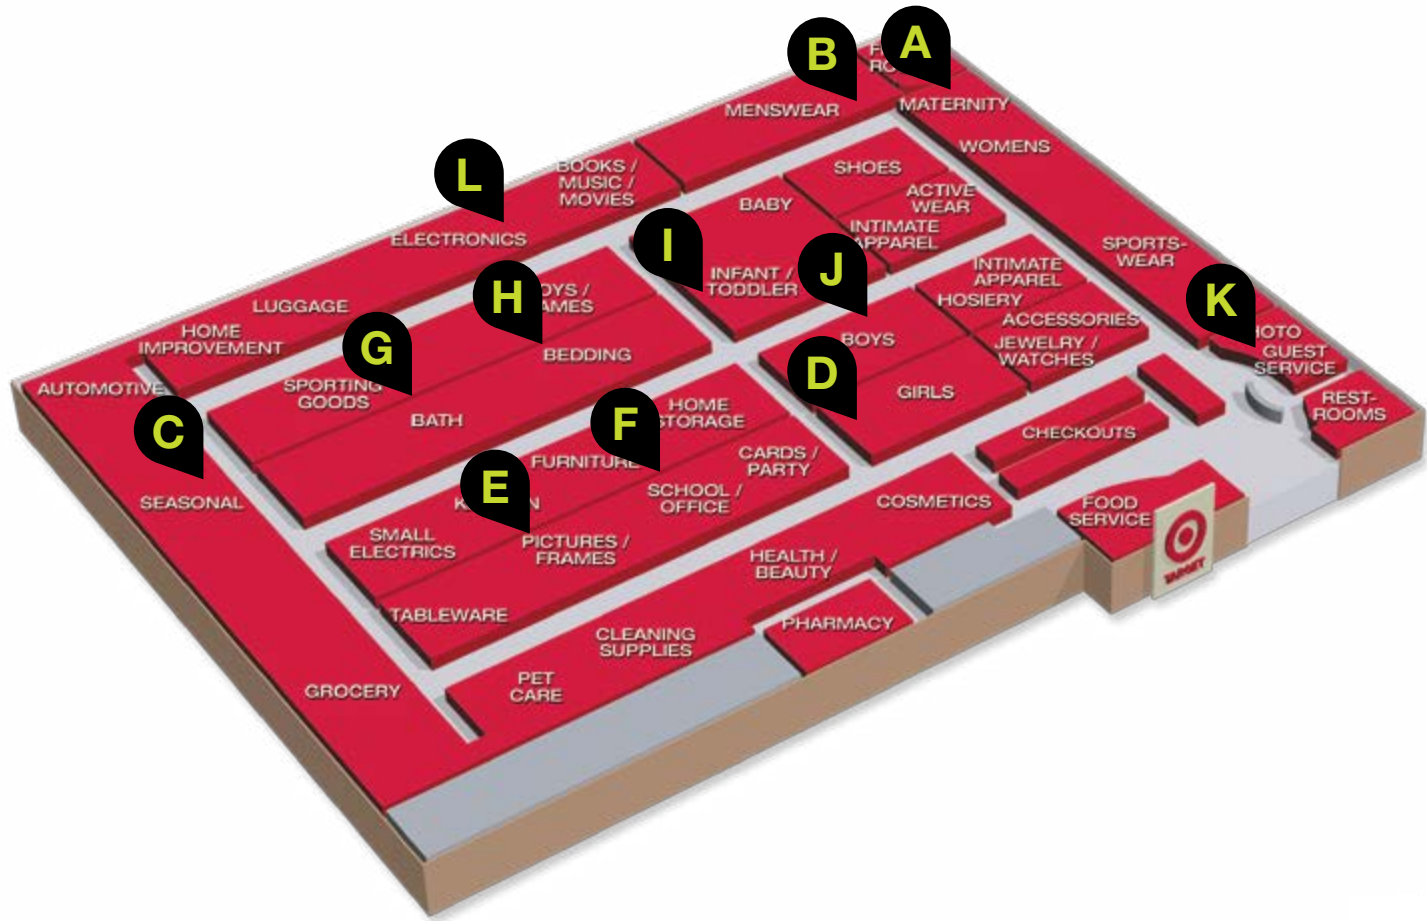 A
B
MENSWEAR
MATERNITY
WOMENS
L
BOOKS /
MUSIC /
MOVIES
SHOES
BABY
ACTIVE
WEAR
INTIMATE
APPAREL
ELECTRONICS
I
J
SPORTS-
WEAR
INFANT /
TODDLER
INTIMATE
APPAREL
HOSIERY
H
K
LUGGAGE
ACCESSORIES
HOME
IMPROVEMENT
G
BEDDING
BOYS
JEWELRY /
WATCHES
GUEST
SERVICE
AUTOMOTIVE
SPORTING
GOODS
D
GIRLS
REST-
ROOMS
C
BATH
F
HOME
STORAGE
CHECKOUTS
FURNITURE
CARDS /
PARTY
E
SEASONAL
SCHOOL /
OFFICE
COSMETICS
FOOD
SERVICE
SMALL
ELECTRICS
PICTURES /
FRAMES
HEALTH /
BEAUTY
TARGET
TABLEWARE
PHARMACY
CLEANING
SUPPLIES
GROCERY
PET
CARE